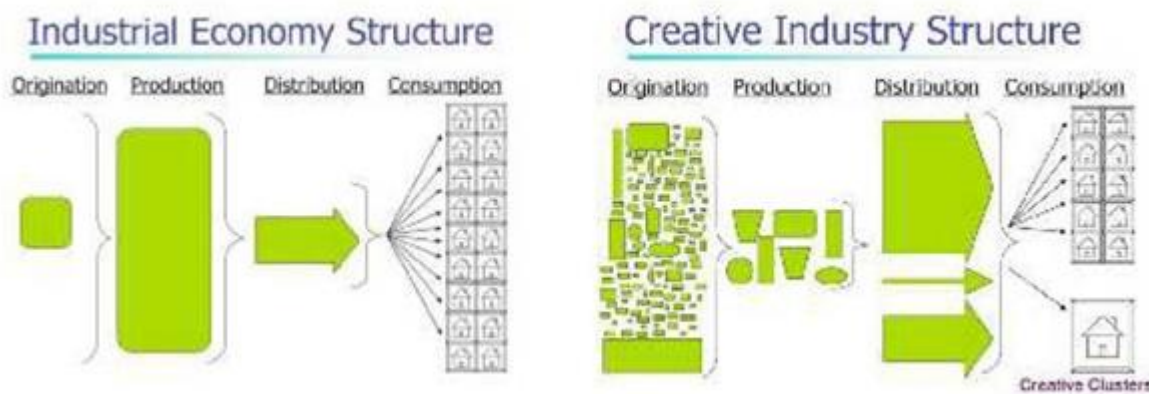 Industrial Economy Structure
Origination Production Distribution Consumption
Creative Industry Structure
Origination Production Distribution Consumption
Creative Clusters